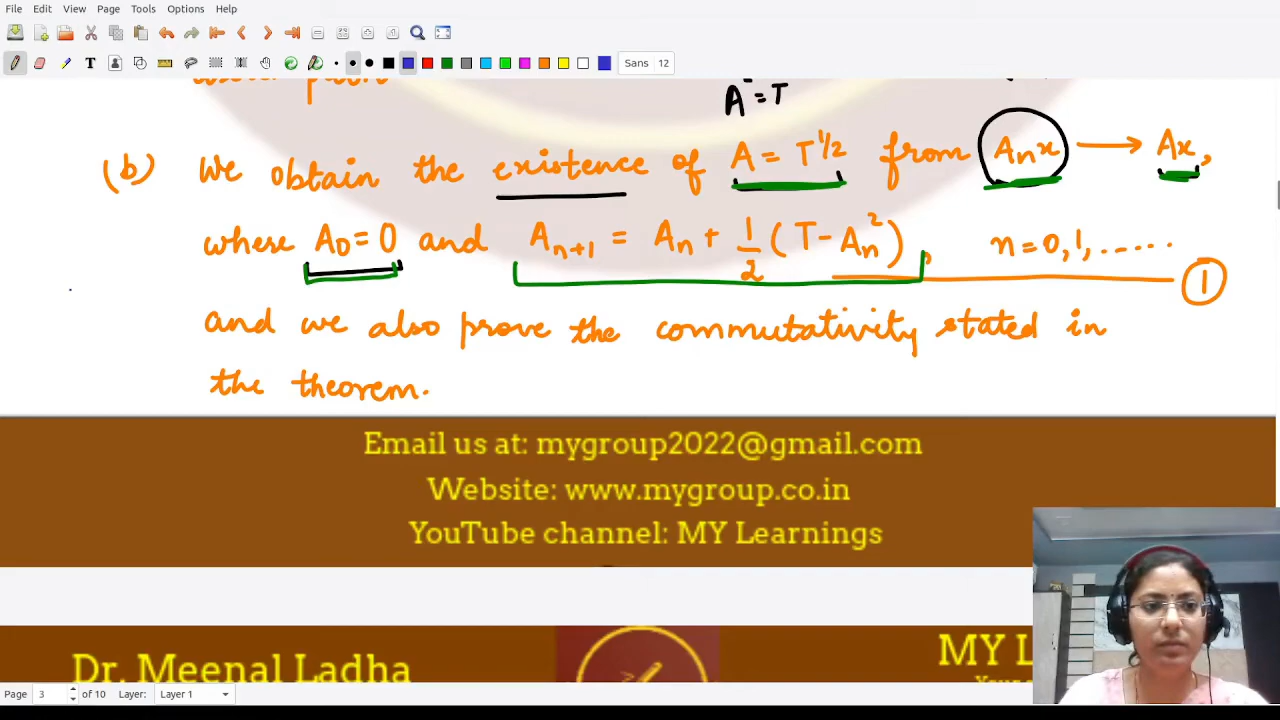 File Edit View Page Tools Options Help
Sans 12
A² = T
(b) We obtain the existence of A = T^1/2 from Anx → Ax,
where A0 = 0 and An+1 = An + 1/2 (T - An²), n = 0, 1, ...... ①
and we also prove the commutativity stated in
the theorem.
Email us at: mygroup2022@gmail.com
Website: www.mygroup.co.in
YouTube channel: MY Learnings
Dr. Meenal Ladha
MY L
Page 3 of 10 Layer: Layer 1